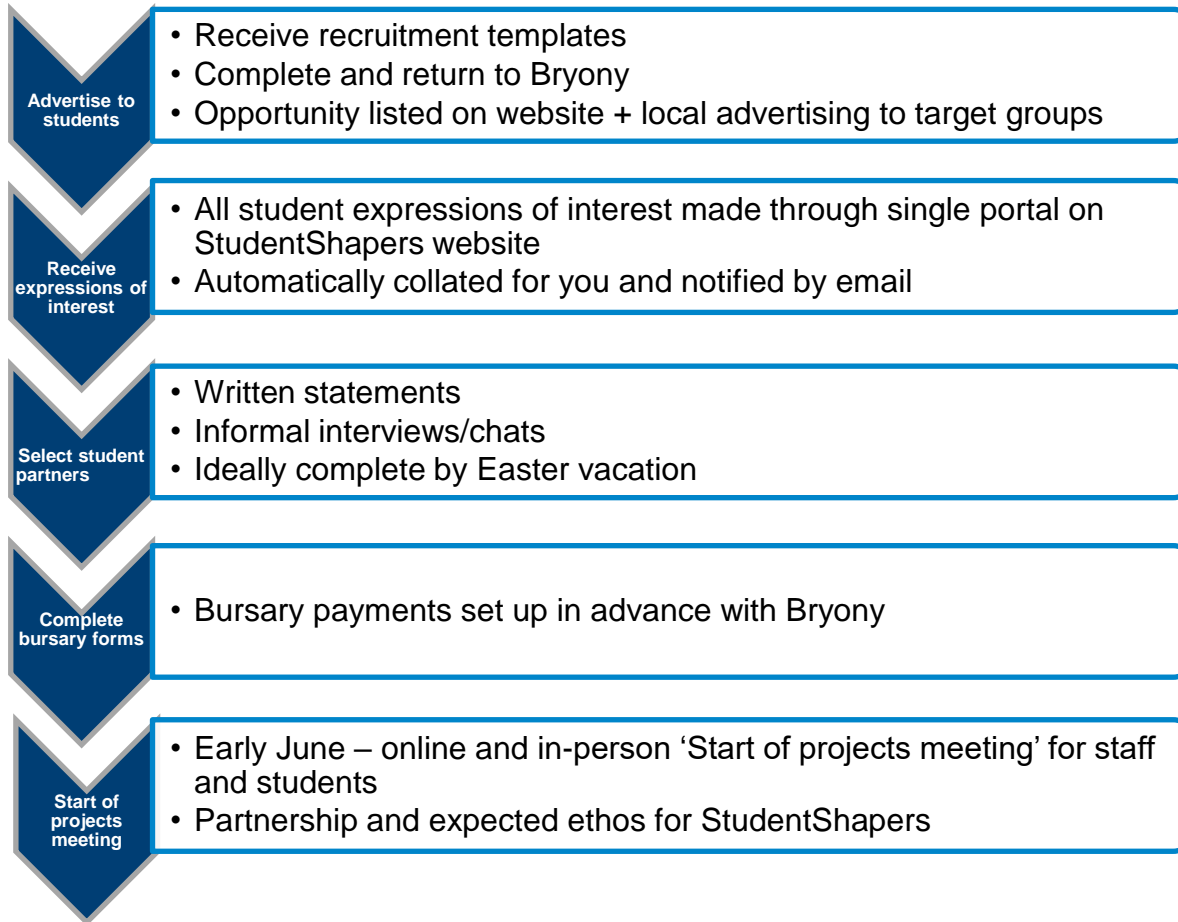 Advertise to
students
• Receive recruitment templates
• Complete and return to Bryony
• Opportunity listed on website + local advertising to target groups
Receive
expressions of
interest
• All student expressions of interest made through single portal on
StudentShapers website
• Automatically collated for you and notified by email
Select student
partners
• Written statements
• Informal interviews/chats
• Ideally complete by Easter vacation
Complete
bursary forms
• Bursary payments set up in advance with Bryony
Start of
projects
meeting
• Early June – online and in-person ‘Start of projects meeting’ for staff
and students
• Partnership and expected ethos for StudentShapers